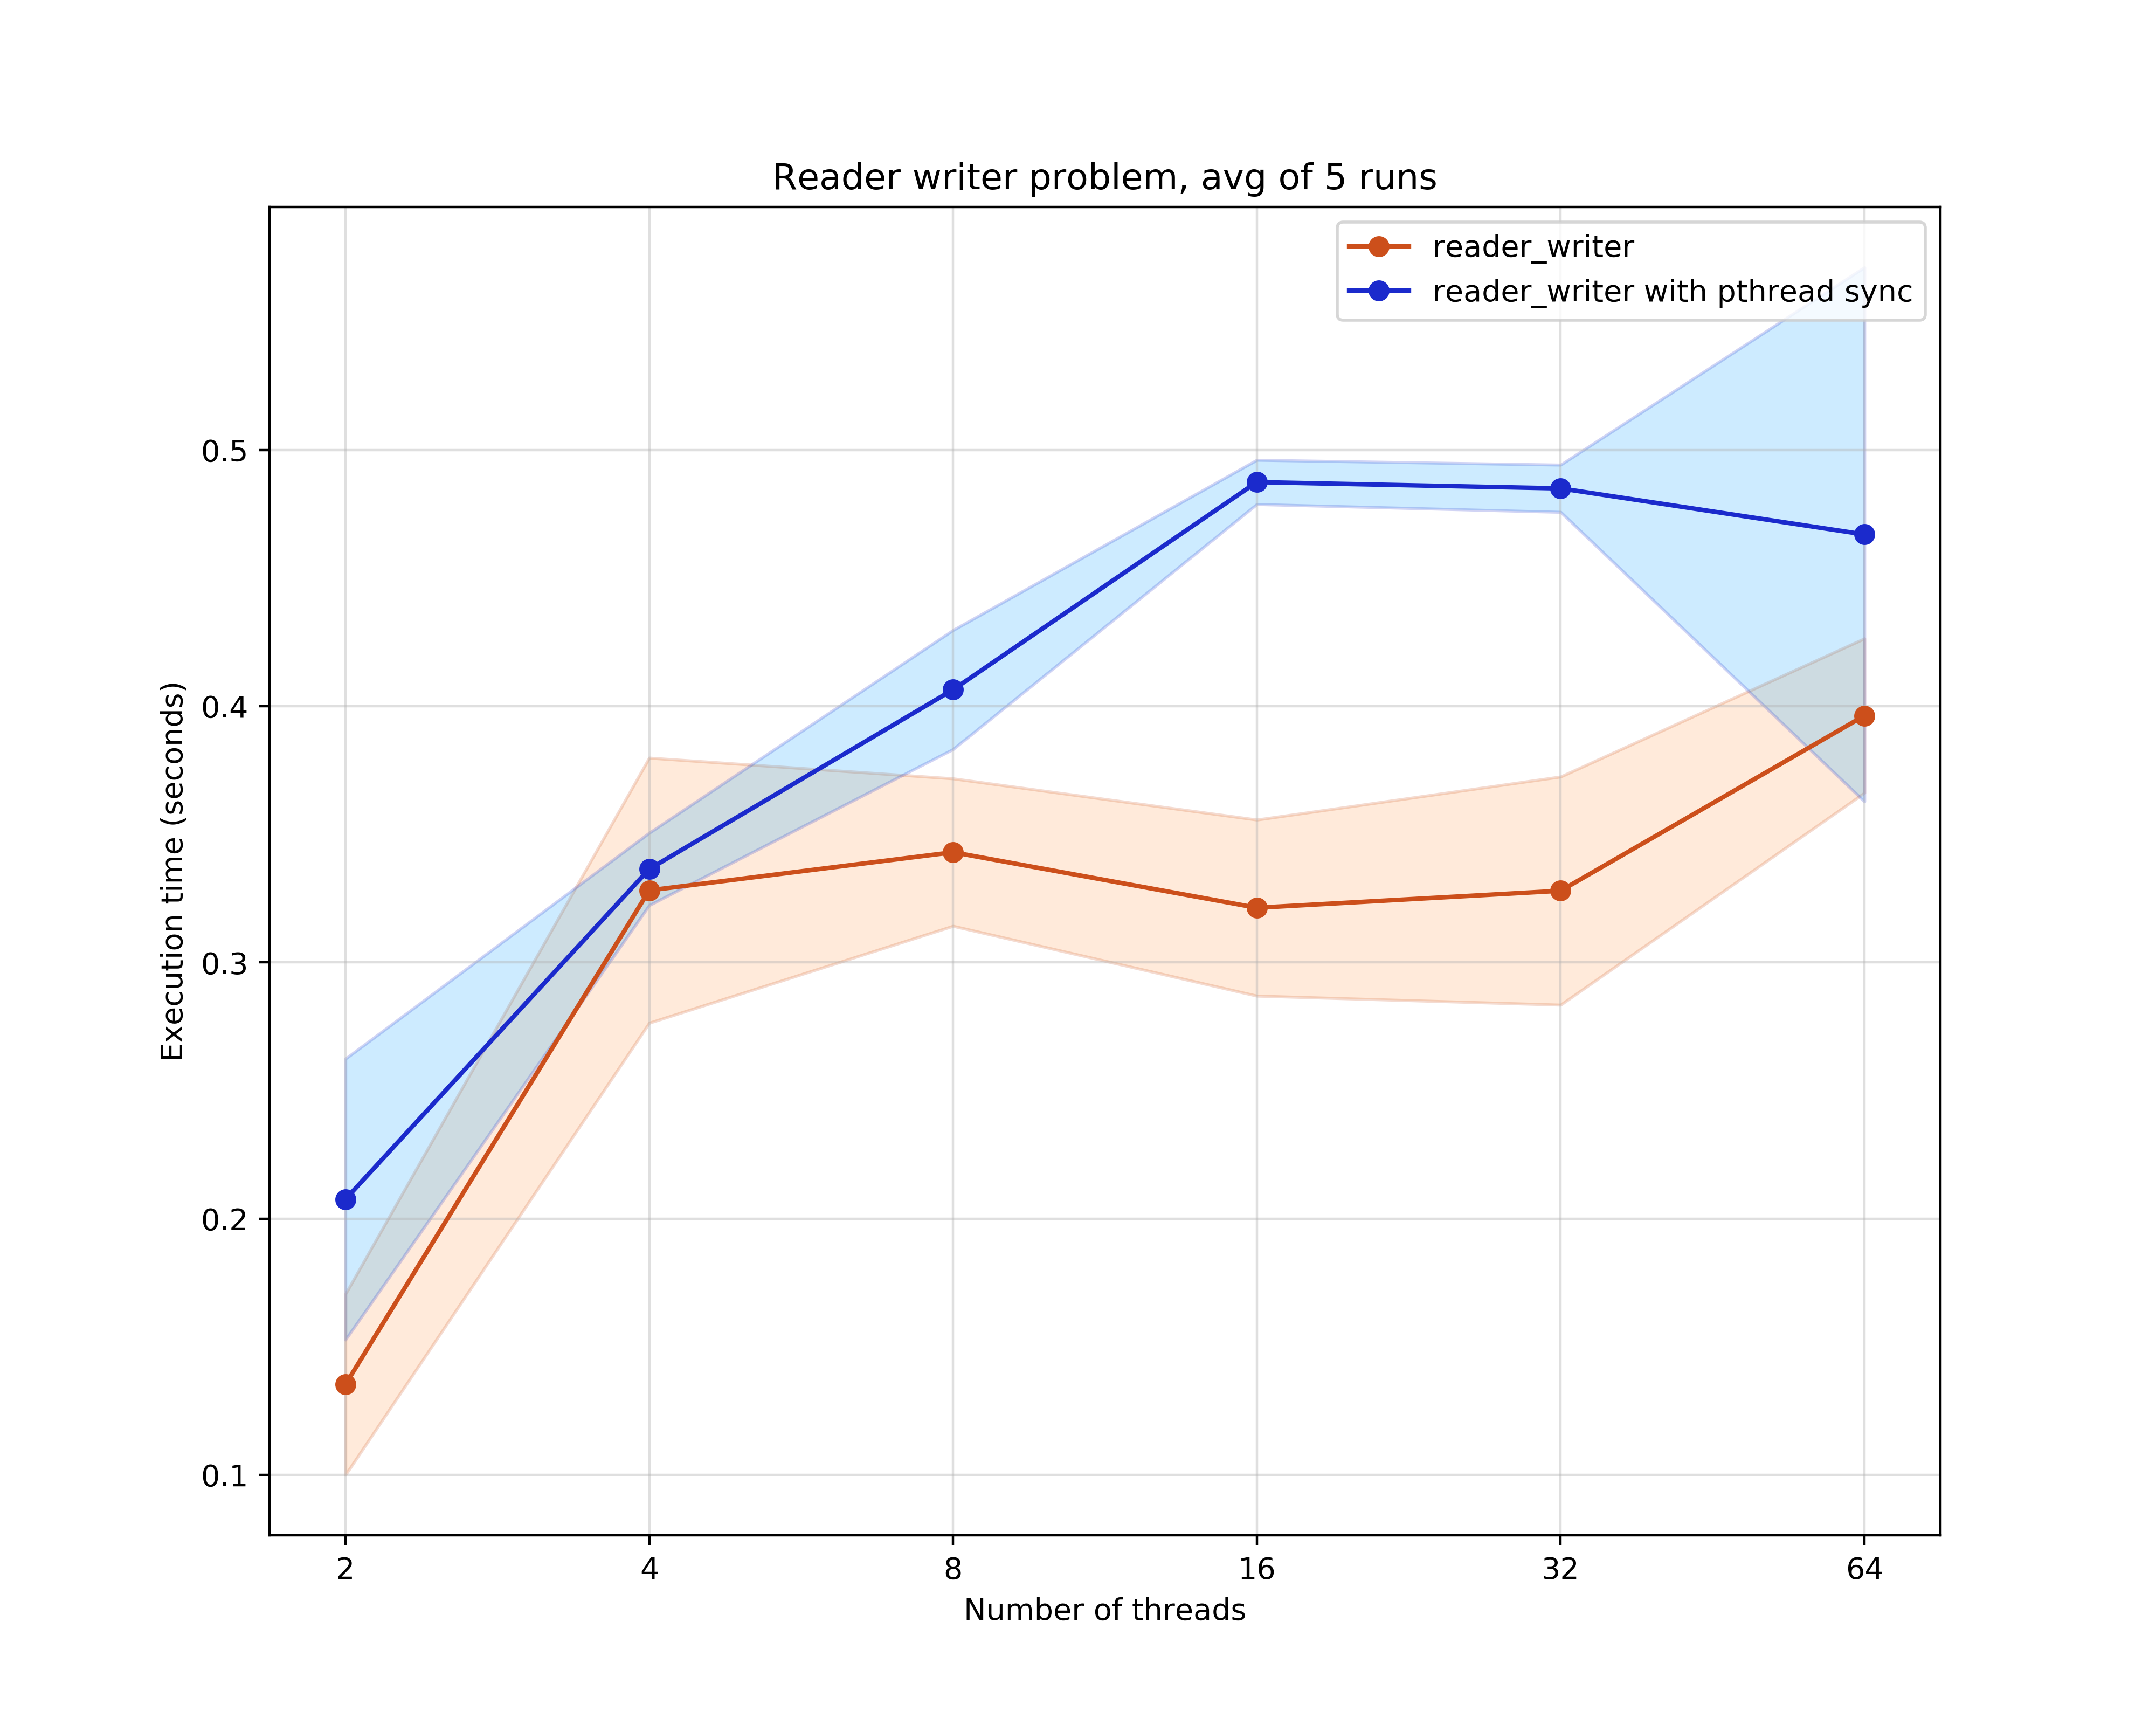 Reader writer problem, avg of 5 runs
reader_writer
reader_writer with pthread sync
Execution time (seconds)
0.5
0.4
0.3
0.2
0.1
2 4 8 16 32 64
Number of threads